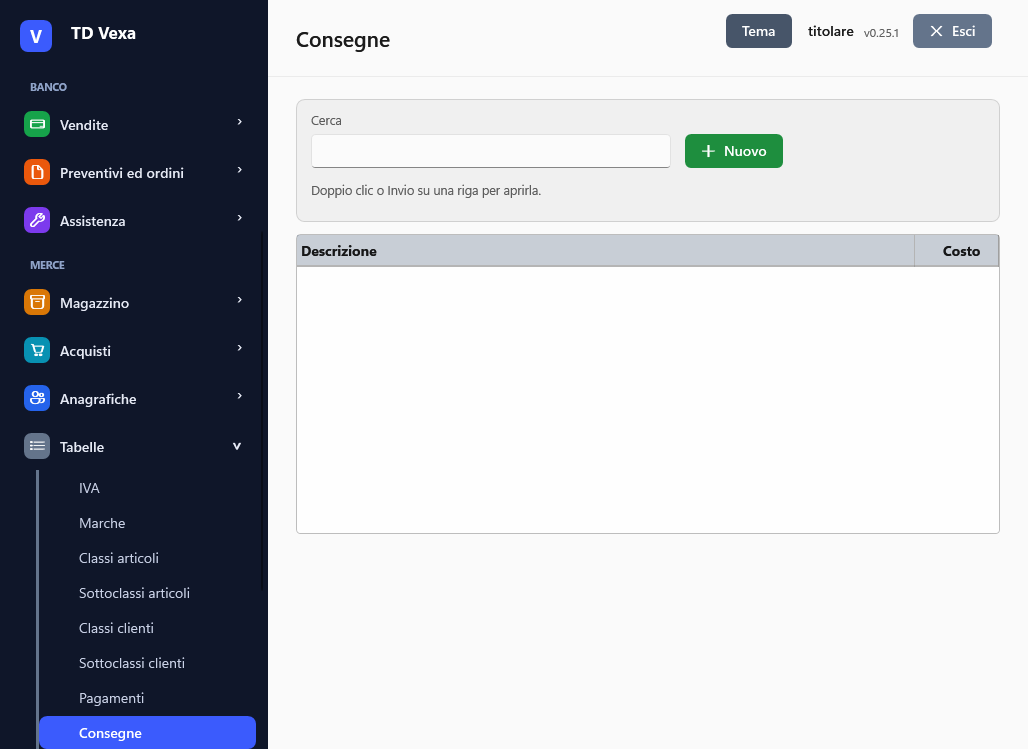 V TD Vexa
BANCO
Vendite
Preventivi ed ordini
Assistenza
MERCE
Magazzino
Acquisti
Anagrafiche
Tabelle
IVA
Marche
Classi articoli
Sottoclassi articoli
Classi clienti
Sottoclassi clienti
Pagamenti
Consegne
Consegne
Tema titolare v0.25.1 Esci
Cerca
Nuovo
Doppio clic o Invio su una riga per aprirla.
Descrizione Costo